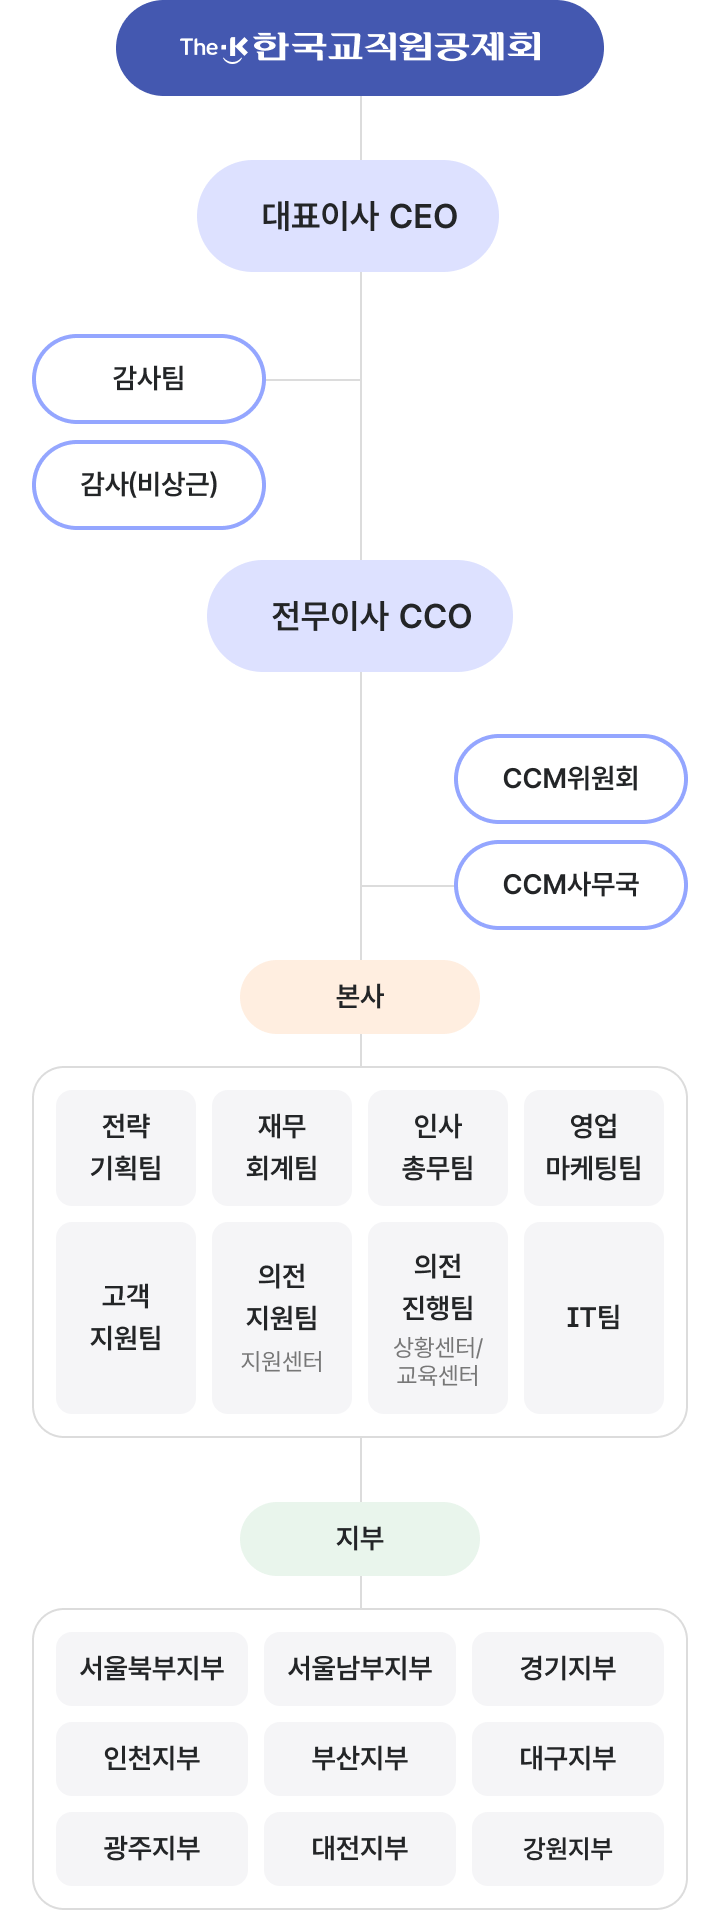 The K 한국교직원공제회
대표이사 CEO
감사팀
감사(비상근)
전무이사 CCO
CCM위원회
CCM사무국
본사
전략
기획팀
재무
회계팀
인사
총무팀
영업
마케팅팀
고객
지원팀
의전
지원팀
지원센터
의전
진행팀
상황센터/
교육센터
IT팀
지부
서울북부지부
서울남부지부
경기지부
인천지부
부산지부
대구지부
광주지부
대전지부
강원지부